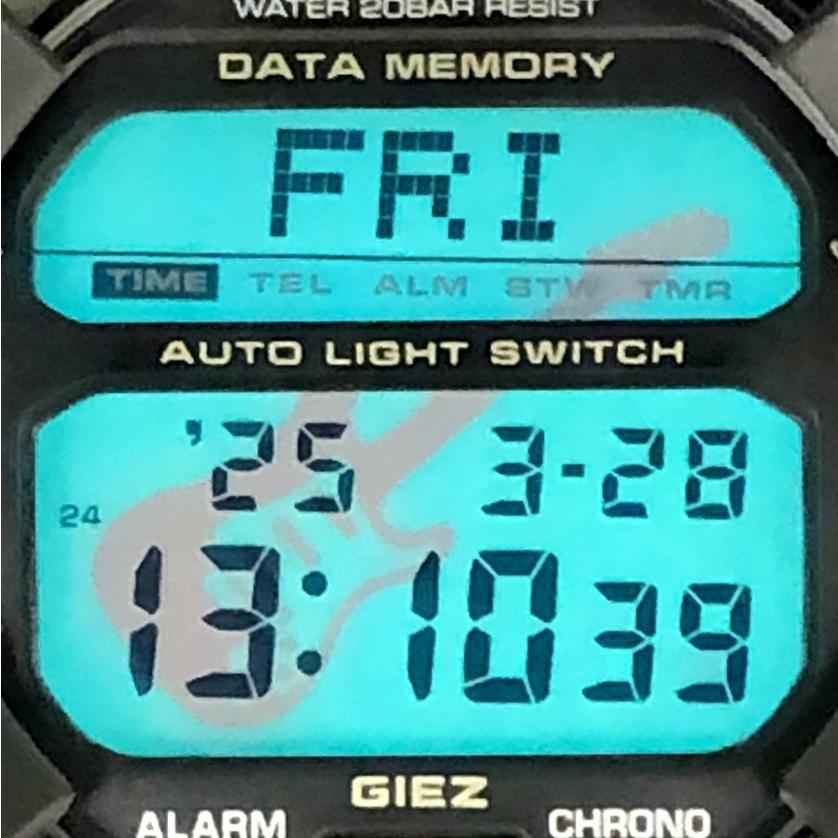 WATER 20BAR RESIST
DATA MEMORY
FRI
TIME TEL ALM STW TMR
AUTO LIGHT SWITCH
'25 3-28
24
13:10 39
GIEZ
ALARM CHRONO